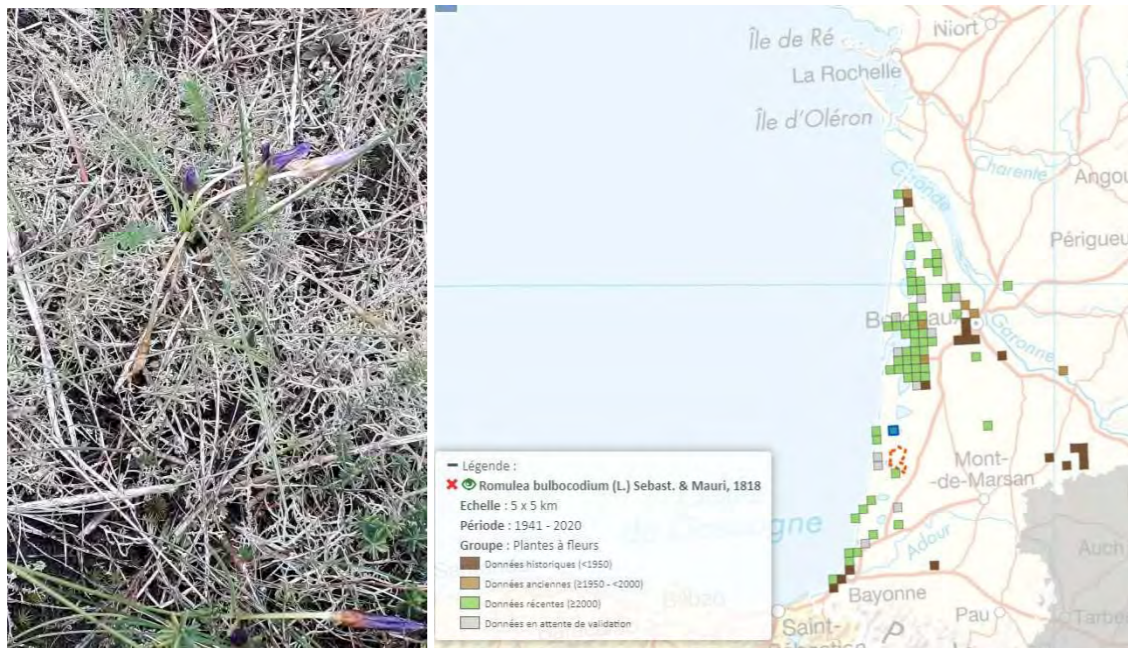 Île de Ré
Niort
La Rochelle
Île d'Oléron
Charente
Gironde
Périgueu
Garonne
Mont-
-de-Marsan
Adour
Auch
Bayonne
Pau
Tarbes
Saint-
Légende :
Romulea bulbocodium (L.) Sebast. & Mauri, 1818
Echelle : 5 x 5 km
Période : 1941 - 2020
Groupe : Plantes à fleurs
Données historiques (<1950)
Données anciennes (≥1950 - <2000)
Données récentes (≥2000)
Données en attente de validation